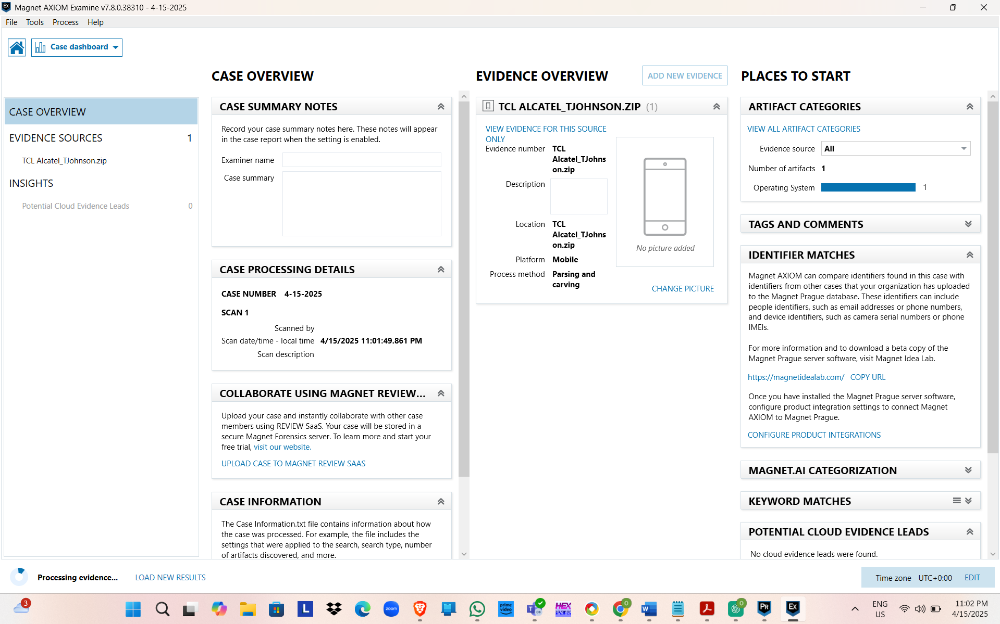 Magnet AXIOM Examine v7.8.0.38310 - 4-15-2025
File Tools Process Help
Case dashboard
CASE OVERVIEW
EVIDENCE SOURCES 1
TCL Alcatel_TJohnson.zip
INSIGHTS
Potential Cloud Evidence Leads 0
CASE OVERVIEW
CASE SUMMARY NOTES
Record your case summary notes here. These notes will appear
in the case report when the setting is enabled.
Examiner name
Case summary
CASE PROCESSING DETAILS
CASE NUMBER 4-15-2025
SCAN 1
Scanned by
Scan date/time - local time 4/15/2025 11:01:49.861 PM
Scan description
COLLABORATE USING MAGNET REVIEW...
Upload your case and instantly collaborate with other case
members using REVIEW SaaS. Your case will be stored in a
secure Magnet Forensics server. To learn more and start your
free trial, visit our website.
UPLOAD CASE TO MAGNET REVIEW SAAS
CASE INFORMATION
The Case Information.txt file contains information about how
the case was processed. For example, the file includes the
settings that were applied to the search, search type, number
of artifacts discovered, and more.
EVIDENCE OVERVIEW
ADD NEW EVIDENCE
TCL ALCATEL_TJOHNSON.ZIP (1)
VIEW EVIDENCE FOR THIS SOURCE
ONLY
Evidence number TCL
Alcatel_TJohns
on.zip
Description
Location TCL
Alcatel_TJohns
on.zip
Platform Mobile
Process method Parsing and
carving
No picture added
CHANGE PICTURE
PLACES TO START
ARTIFACT CATEGORIES
VIEW ALL ARTIFACT CATEGORIES
Evidence source All
Number of artifacts 1
Operating System 1
TAGS AND COMMENTS
IDENTIFIER MATCHES
Magnet AXIOM can compare identifiers found in this case with
identifiers from other cases that your organization has uploaded
to the Magnet Prague database. These identifiers can include
people identifiers, such as email addresses or phone numbers,
and device identifiers, such as camera serial numbers or phone
IMEIs.
For more information and to download a beta copy of the
Magnet Prague server software, visit Magnet Idea Lab.
https://magnetidealab.com/ COPY URL
Once you have installed the Magnet Prague server software,
configure product integration settings to connect Magnet
AXIOM to Magnet Prague.
CONFIGURE PRODUCT INTEGRATIONS
MAGNET.AI CATEGORIZATION
KEYWORD MATCHES
POTENTIAL CLOUD EVIDENCE LEADS
No cloud evidence leads were found.
Processing evidence... LOAD NEW RESULTS
Time zone UTC+0:00 EDIT
3
L
zoom
prime
video
HEX
0
W
0
PR
EX
ENG
US
11:02 PM
4/15/2025